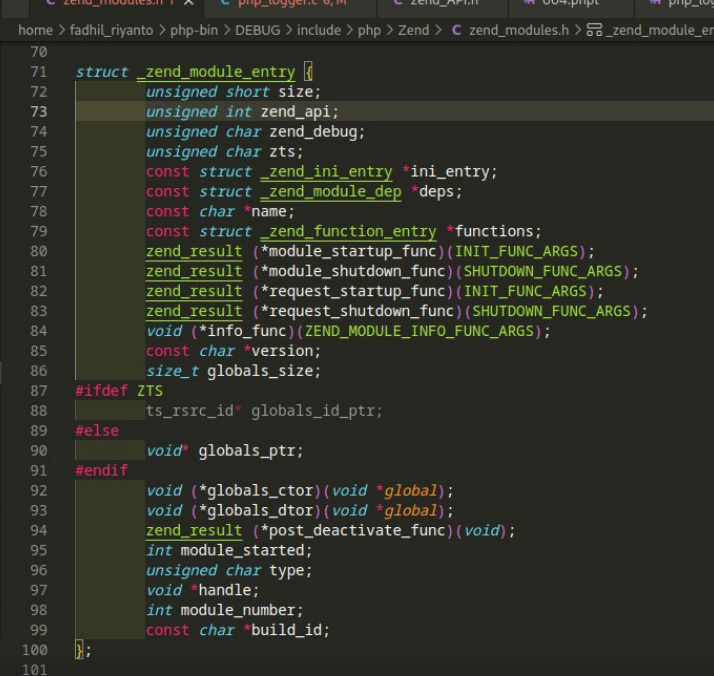 zend_modules.h 1 X C php_logger.c 6, M C zend_API.h 004.phpt
home > fadhil_riyanto > php-bin > DEBUG > include > php > Zend > C zend_modules.h > _zend_module_en
70
71 struct _zend_module_entry {
72 unsigned short size;
73 unsigned int zend_api;
74 unsigned char zend_debug;
75 unsigned char zts;
76 const struct _zend_ini_entry *ini_entry;
77 const struct _zend_module_dep *deps;
78 const char *name;
79 const struct _zend_function_entry *functions;
80 zend_result (*module_startup_func)(INIT_FUNC_ARGS);
81 zend_result (*module_shutdown_func)(SHUTDOWN_FUNC_ARGS);
82 zend_result (*request_startup_func)(INIT_FUNC_ARGS);
83 zend_result (*request_shutdown_func)(SHUTDOWN_FUNC_ARGS);
84 void (*info_func)(ZEND_MODULE_INFO_FUNC_ARGS);
85 const char *version;
86 size_t globals_size;
87 #ifdef ZTS
88 ts_rsrc_id* globals_id_ptr;
89 #else
90 void* globals_ptr;
91 #endif
92 void (*globals_ctor)(void *global);
93 void (*globals_dtor)(void *global);
94 zend_result (*post_deactivate_func)(void);
95 int module_started;
96 unsigned char type;
97 void *handle;
98 int module_number;
99 const char *build_id;
100 };
101